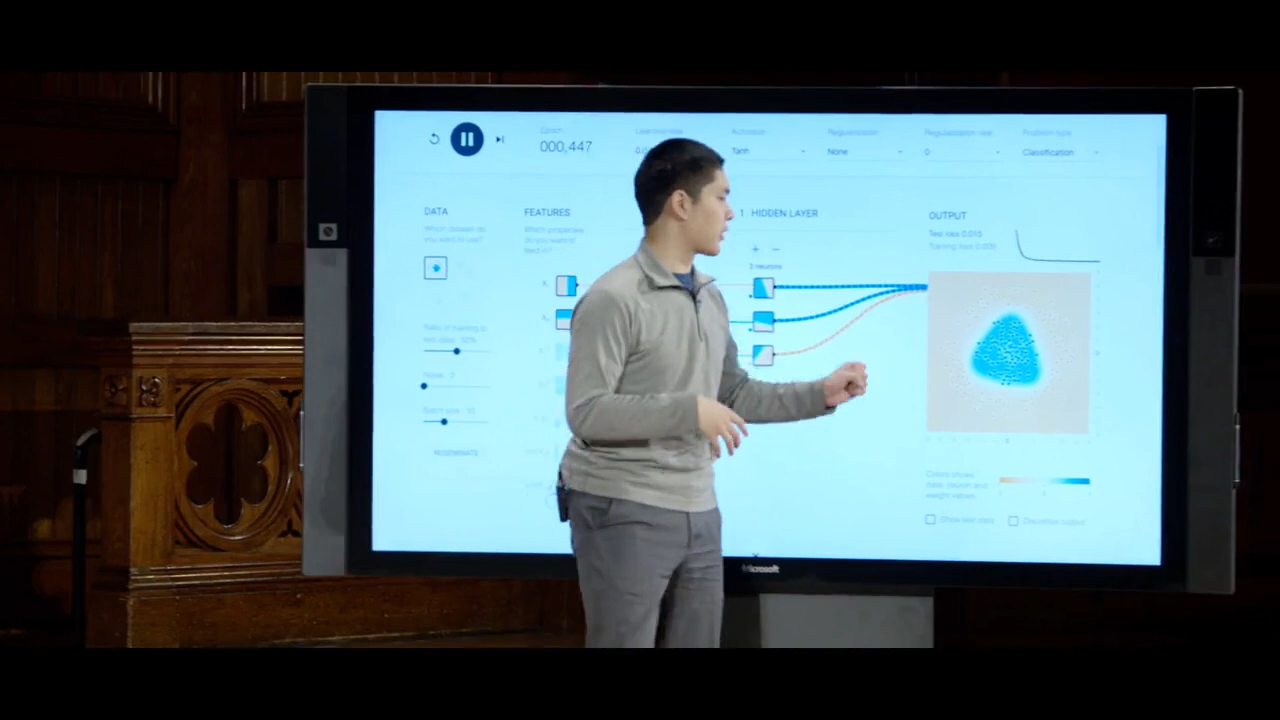 Epoch
000,447
Activation
Tanh
Regularization
None
Regularization rate
0
Problem type
Classification
DATA
Which dataset do
you want to use?
FEATURES
Which properties
do you want to
feed in?
1 HIDDEN LAYER
+ −
3 neurons
OUTPUT
Test loss 0.015
Training loss 0.009
Ratio of training to
test data: 50%
Noise: 0
Batch size: 10
REGENERATE
Colors shows
data, neuron and
weight values.
Show test data
Discretize output
Microsoft